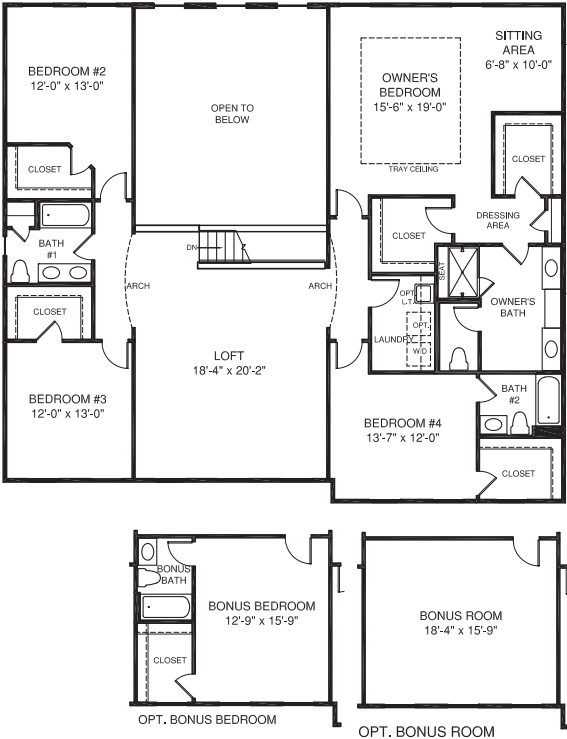 SITTING
AREA
6'-8" x 10'-0"
BEDROOM #2
12'-0" x 13'-0"
OWNER'S
BEDROOM
15'-6" x 19'-0"
OPEN TO
BELOW
TRAY CEILING
CLOSET
CLOSET
DRESSING
AREA
CLOSET
BATH
#1
DN
SEAT
ARCH
ARCH
OPT.
L.T.
OWNER'S
BATH
CLOSET
OPT.
LAUNDRY
W/D
LOFT
18'-4" x 20'-2"
BEDROOM #3
12'-0" x 13'-0"
BATH
#2
BEDROOM #4
13'-7" x 12'-0"
CLOSET
BONUS
BATH
BONUS BEDROOM
12'-9" x 15'-9"
CLOSET
OPT. BONUS BEDROOM
BONUS ROOM
18'-4" x 15'-9"
OPT. BONUS ROOM